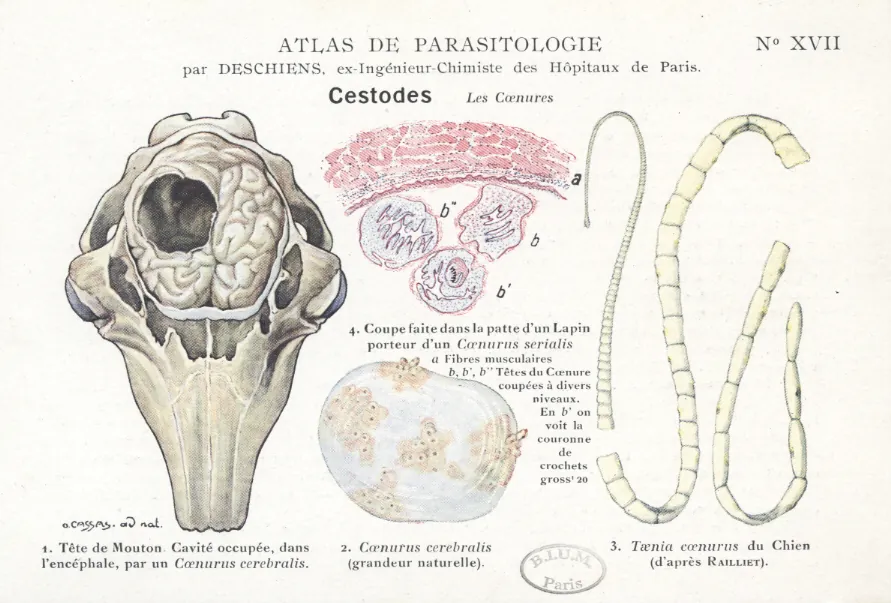 ATLAS DE PARASITOLOGIE
Nº XVII
par DESCHIENS, ex-Ingénieur-Chimiste des Hôpitaux de Paris.
Cestodes Les Cœnures
a
b"
b
b'
4. Coupe faite dans la patte d'un Lapin
porteur d'un Cœnurus serialis
a Fibres musculaires
b, b', b" Têtes du Cœnure
coupées à divers
niveaux.
En b' on
voit la
couronne
de
crochets
grossᵗ 20
O. CASSAS. ad nat.
1. Tête de Mouton. Cavité occupée, dans
l'encéphale, par un Cœnurus cerebralis.
2. Cœnurus cerebralis
(grandeur naturelle).
3. Tænia cœnurus du Chien
(d'après RAILLIET).
B.I.U.M.
Paris